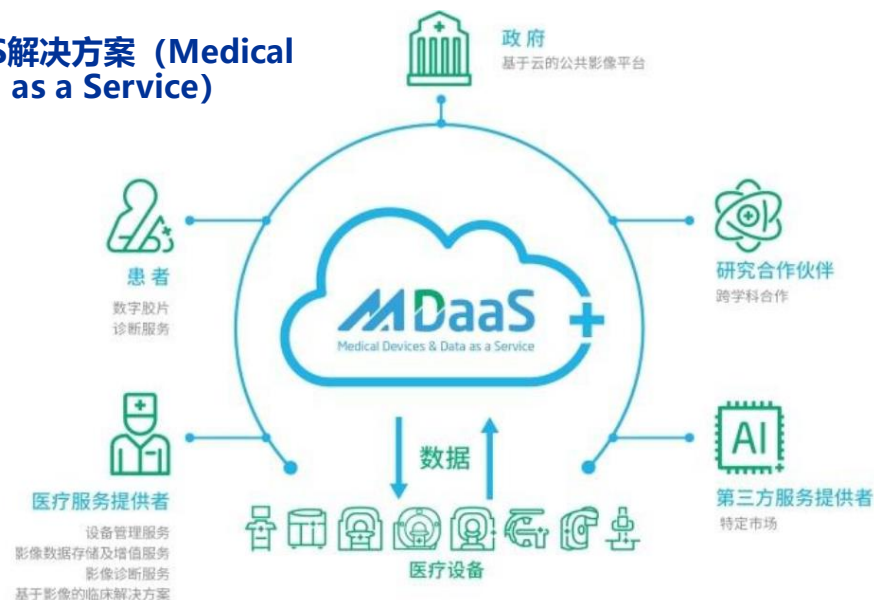 S解决方案（Medical
as a Service）
政府
基于云的公共影像平台
患者
数字胶片
诊断服务
研究合作伙伴
跨学科合作
MDaaS
Medical Devices & Data as a Service
医疗服务提供者
设备管理服务
影像数据存储及增值服务
影像诊断服务
基于影像的临床解决方案
数据
AI
第三方服务提供者
特定市场
医疗设备